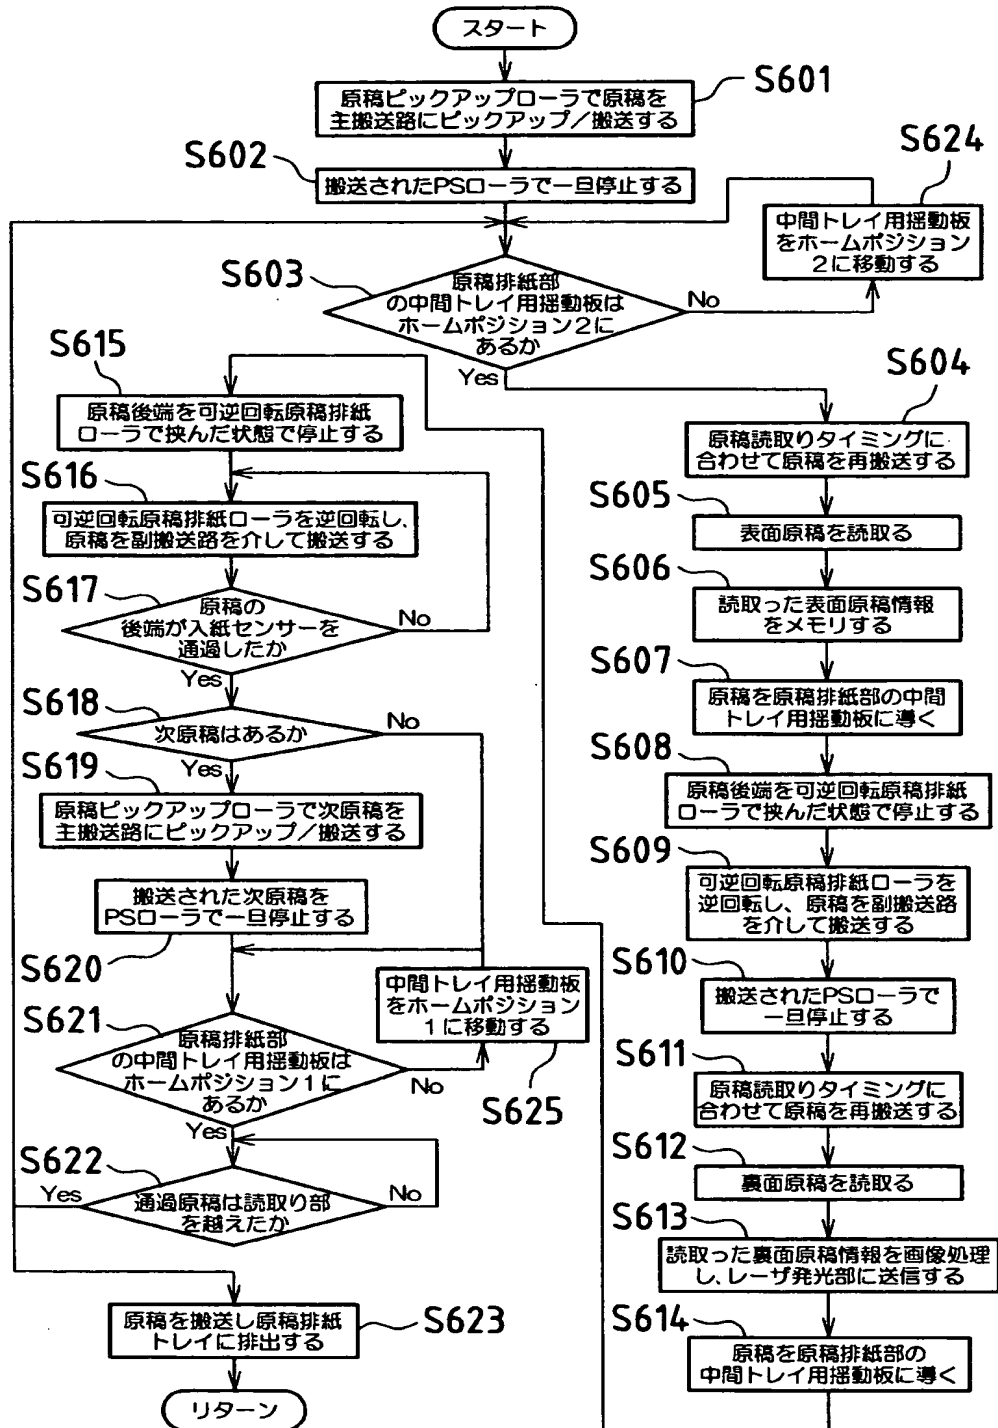 スタート
S601
原稿ピックアップローラで原稿を
主搬送路にピックアップ／搬送する
S602
搬送されたPSローラで一旦停止する
S624
中間トレイ用揺動板
をホームポジション
2に移動する
S603
原稿排紙部
の中間トレイ用揺動板は
ホームポジション2に
あるか
No
Yes
S604
原稿読取りタイミングに
合わせて原稿を再搬送する
S605
表面原稿を読取る
S606
読取った表面原稿情報
をメモリする
S607
原稿を原稿排紙部の中間
トレイ用揺動板に導く
S608
原稿後端を可逆回転原稿排紙
ローラで挟んだ状態で停止する
S609
可逆回転原稿排紙ローラを
逆回転し、原稿を副搬送路
を介して搬送する
S610
搬送されたPSローラで
一旦停止する
S611
原稿読取りタイミングに
合わせて原稿を再搬送する
S612
裏面原稿を読取る
S613
読取った裏面原稿情報を画像処理
し、レーザ発光部に送信する
S614
原稿を原稿排紙部の
中間トレイ用揺動板に導く
S615
原稿後端を可逆回転原稿排紙
ローラで挟んだ状態で停止する
S616
可逆回転原稿排紙ローラを逆回転し、
原稿を副搬送路を介して搬送する
S617
原稿の
後端が入紙センサーを
通過したか
No
Yes
S618
次原稿はあるか
No
Yes
S619
原稿ピックアップローラで次原稿を
主搬送路にピックアップ／搬送する
搬送された次原稿を
PSローラで一旦停止する
S620
S621
原稿排紙部
の中間トレイ用揺動板は
ホームポジション1に
あるか
No
Yes
中間トレイ用揺動板
をホームポジション
1に移動する
S625
S622
通過原稿は読取り部
を越えたか
Yes
No
原稿を搬送し原稿排紙
トレイに排出する
S623
リターン